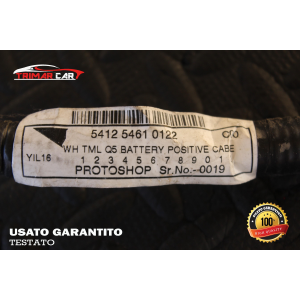 TRIMAR CAR
5412 5461 0122 C/0
WH TML Q5 BATTERY POSITIVE CABE
YIL16 1 2 3 4 5 6 7 8 9 0 1
PROTOSHOP Sr.No.-0019
USATO GARANTITO
TESTATO
100